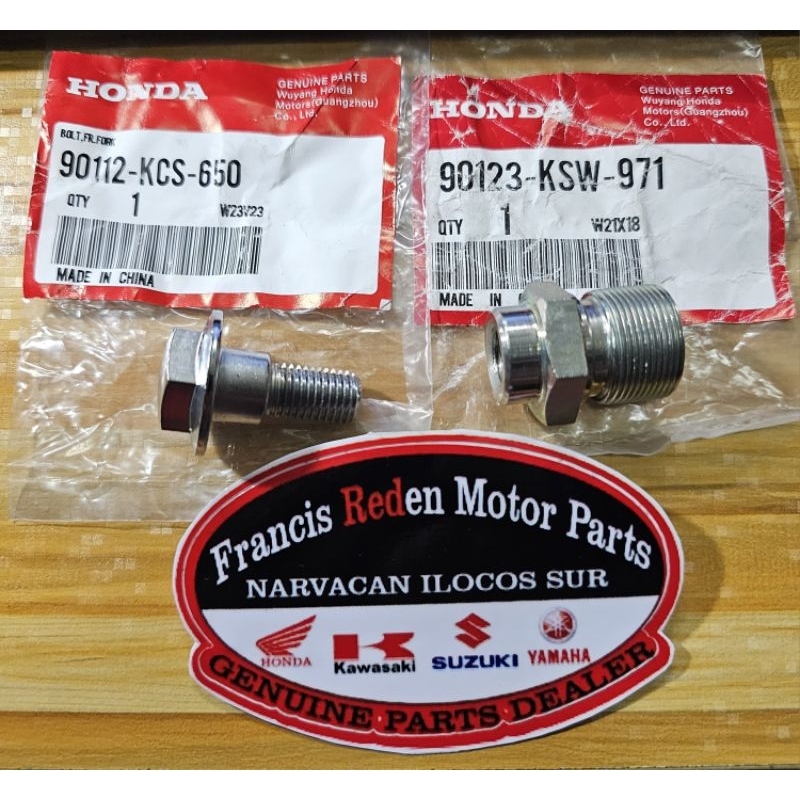 HONDA
GENUINE PARTS
Wuyang Honda
Motors(Guangzhou)
Co.,Ltd.
BOLT,FR.FORK
90112-KCS-650
QTY 1 W23V23
MADE IN CHINA
HONDA
GENUINE PARTS
Wuyang Honda
Motors(Guangzhou)
Co.,Ltd.
90123-KSW-971
QTY 1 W21X18
MADE IN
Francis Reden Motor Parts
NARVACAN ILOCOS SUR
HONDA
Kawasaki
SUZUKI
YAMAHA
GENUINE PARTS DEALER